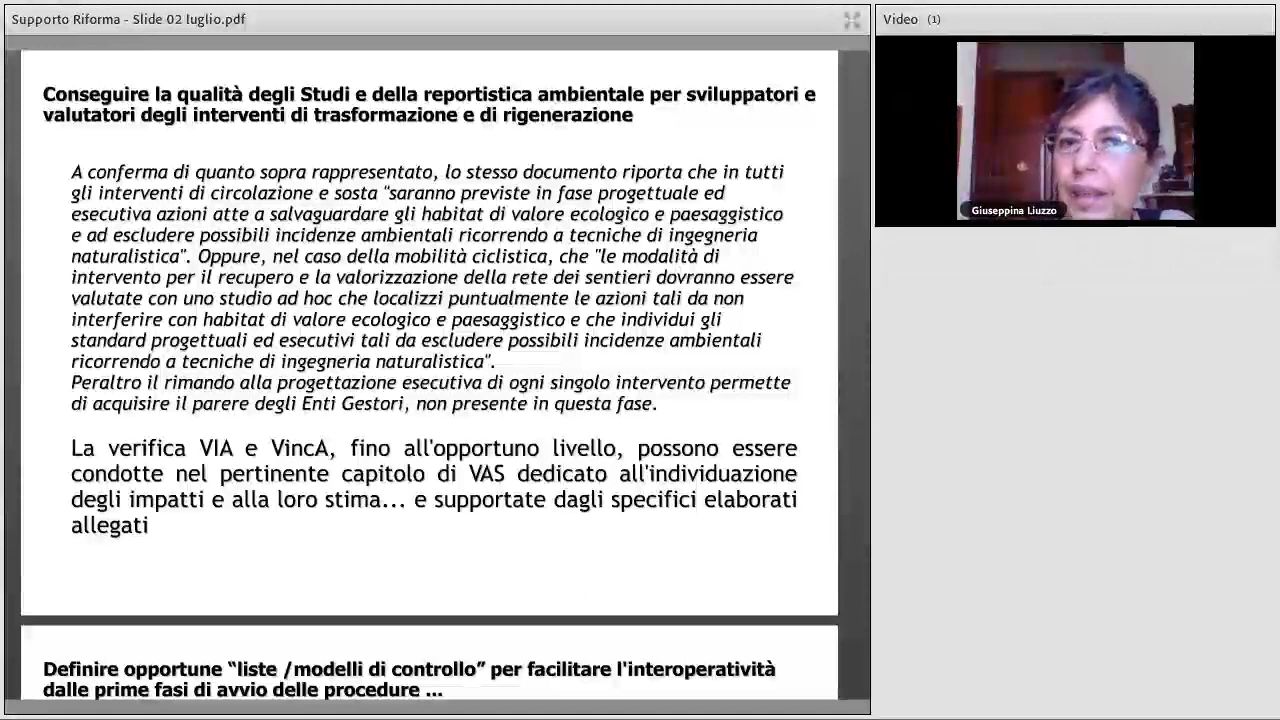 Supporto Riforma - Slide 02 luglio.pdf
Conseguire la qualità degli Studi e della reportistica ambientale per sviluppatori e
valutatori degli interventi di trasformazione e di rigenerazione
A conferma di quanto sopra rappresentato, lo stesso documento riporta che in tutti
gli interventi di circolazione e sosta "saranno previste in fase progettuale ed
esecutiva azioni atte a salvaguardare gli habitat di valore ecologico e paesaggistico
e ad escludere possibili incidenze ambientali ricorrendo a tecniche di ingegneria
naturalistica". Oppure, nel caso della mobilità ciclistica, che "le modalità di
intervento per il recupero e la valorizzazione della rete dei sentieri dovranno essere
valutate con uno studio ad hoc che localizzi puntualmente le azioni tali da non
interferire con habitat di valore ecologico e paesaggistico e che individui gli
standard progettuali ed esecutivi tali da escludere possibili incidenze ambientali
ricorrendo a tecniche di ingegneria naturalistica".
Peraltro il rimando alla progettazione esecutiva di ogni singolo intervento permette
di acquisire il parere degli Enti Gestori, non presente in questa fase.
La verifica VIA e VincA, fino all'opportuno livello, possono essere
condotte nel pertinente capitolo di VAS dedicato all'individuazione
degli impatti e alla loro stima... e supportate dagli specifici elaborati
allegati
Definire opportune “liste /modelli di controllo” per facilitare l'interoperatività
dalle prime fasi di avvio delle procedure ...
Video (1)
Giuseppina Liuzzo